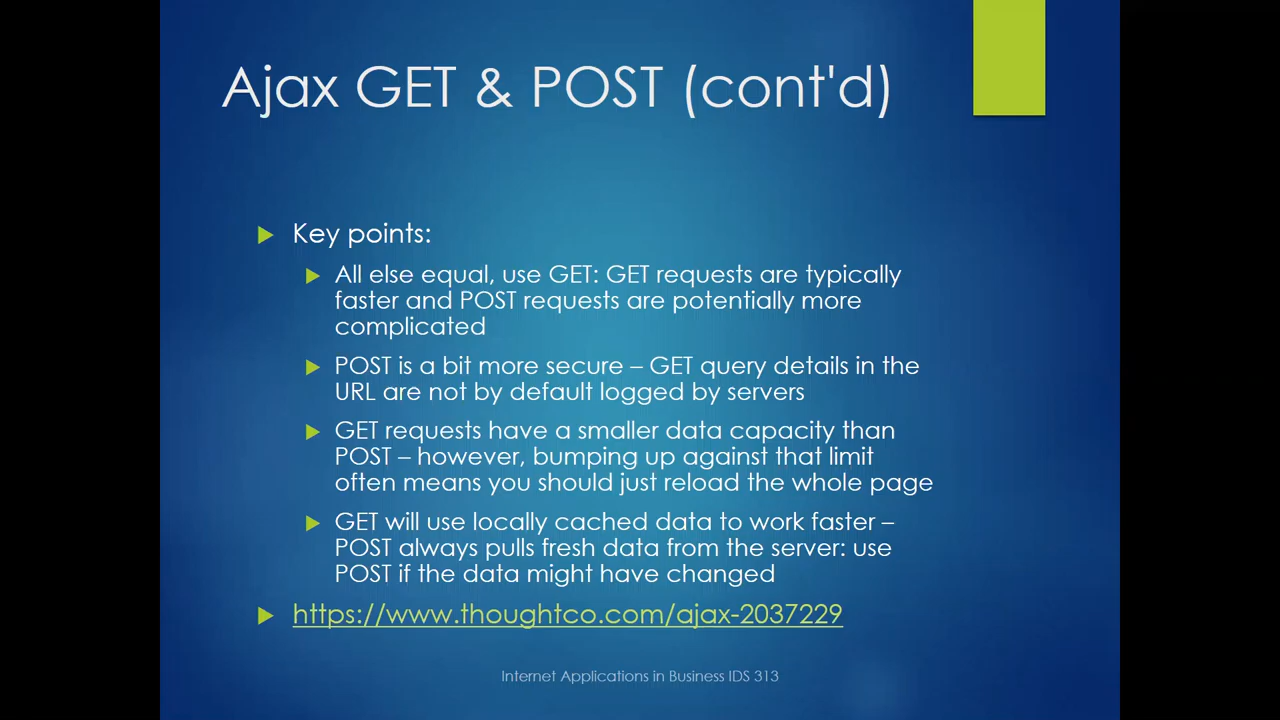 Ajax GET & POST (cont'd)
Key points:
All else equal, use GET: GET requests are typically
faster and POST requests are potentially more
complicated
POST is a bit more secure – GET query details in the
URL are not by default logged by servers
GET requests have a smaller data capacity than
POST – however, bumping up against that limit
often means you should just reload the whole page
GET will use locally cached data to work faster –
POST always pulls fresh data from the server: use
POST if the data might have changed
https://www.thoughtco.com/ajax-2037229
Internet Applications in Business IDS 313